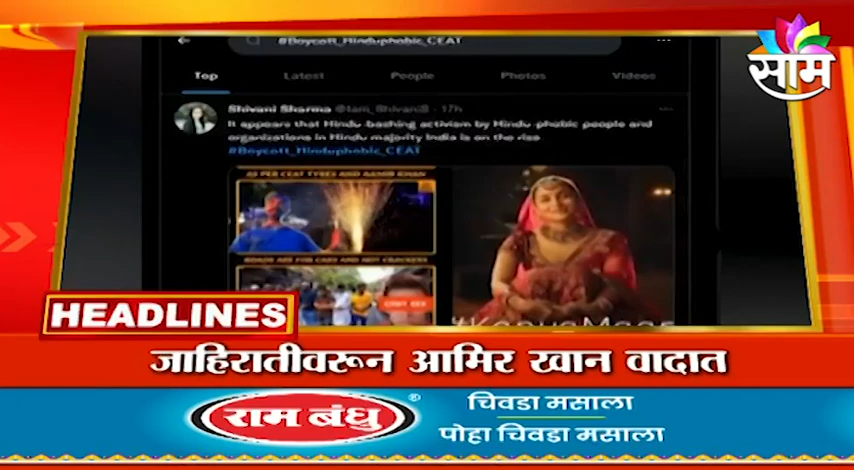 #Boycott_Hinduphobic_CEAT
साम
Top Latest People Photos Videos
Shivani Sharma 17h
It appears that Hindu-bashing activism by Hindu-phobic people and
organizations in Hindu majority India is on the rise
#Boycott_Hinduphobic_CEAT
AS PER CEAT TYRES AND AAMIR KHAN
ROADS ARE FOR CARS AND NOT CRACKERS
HEADLINES
जाहिरातीवरून आमिर खान वादात
राम बंधु ®
चिवडा मसाला
पोहा चिवडा मसाला